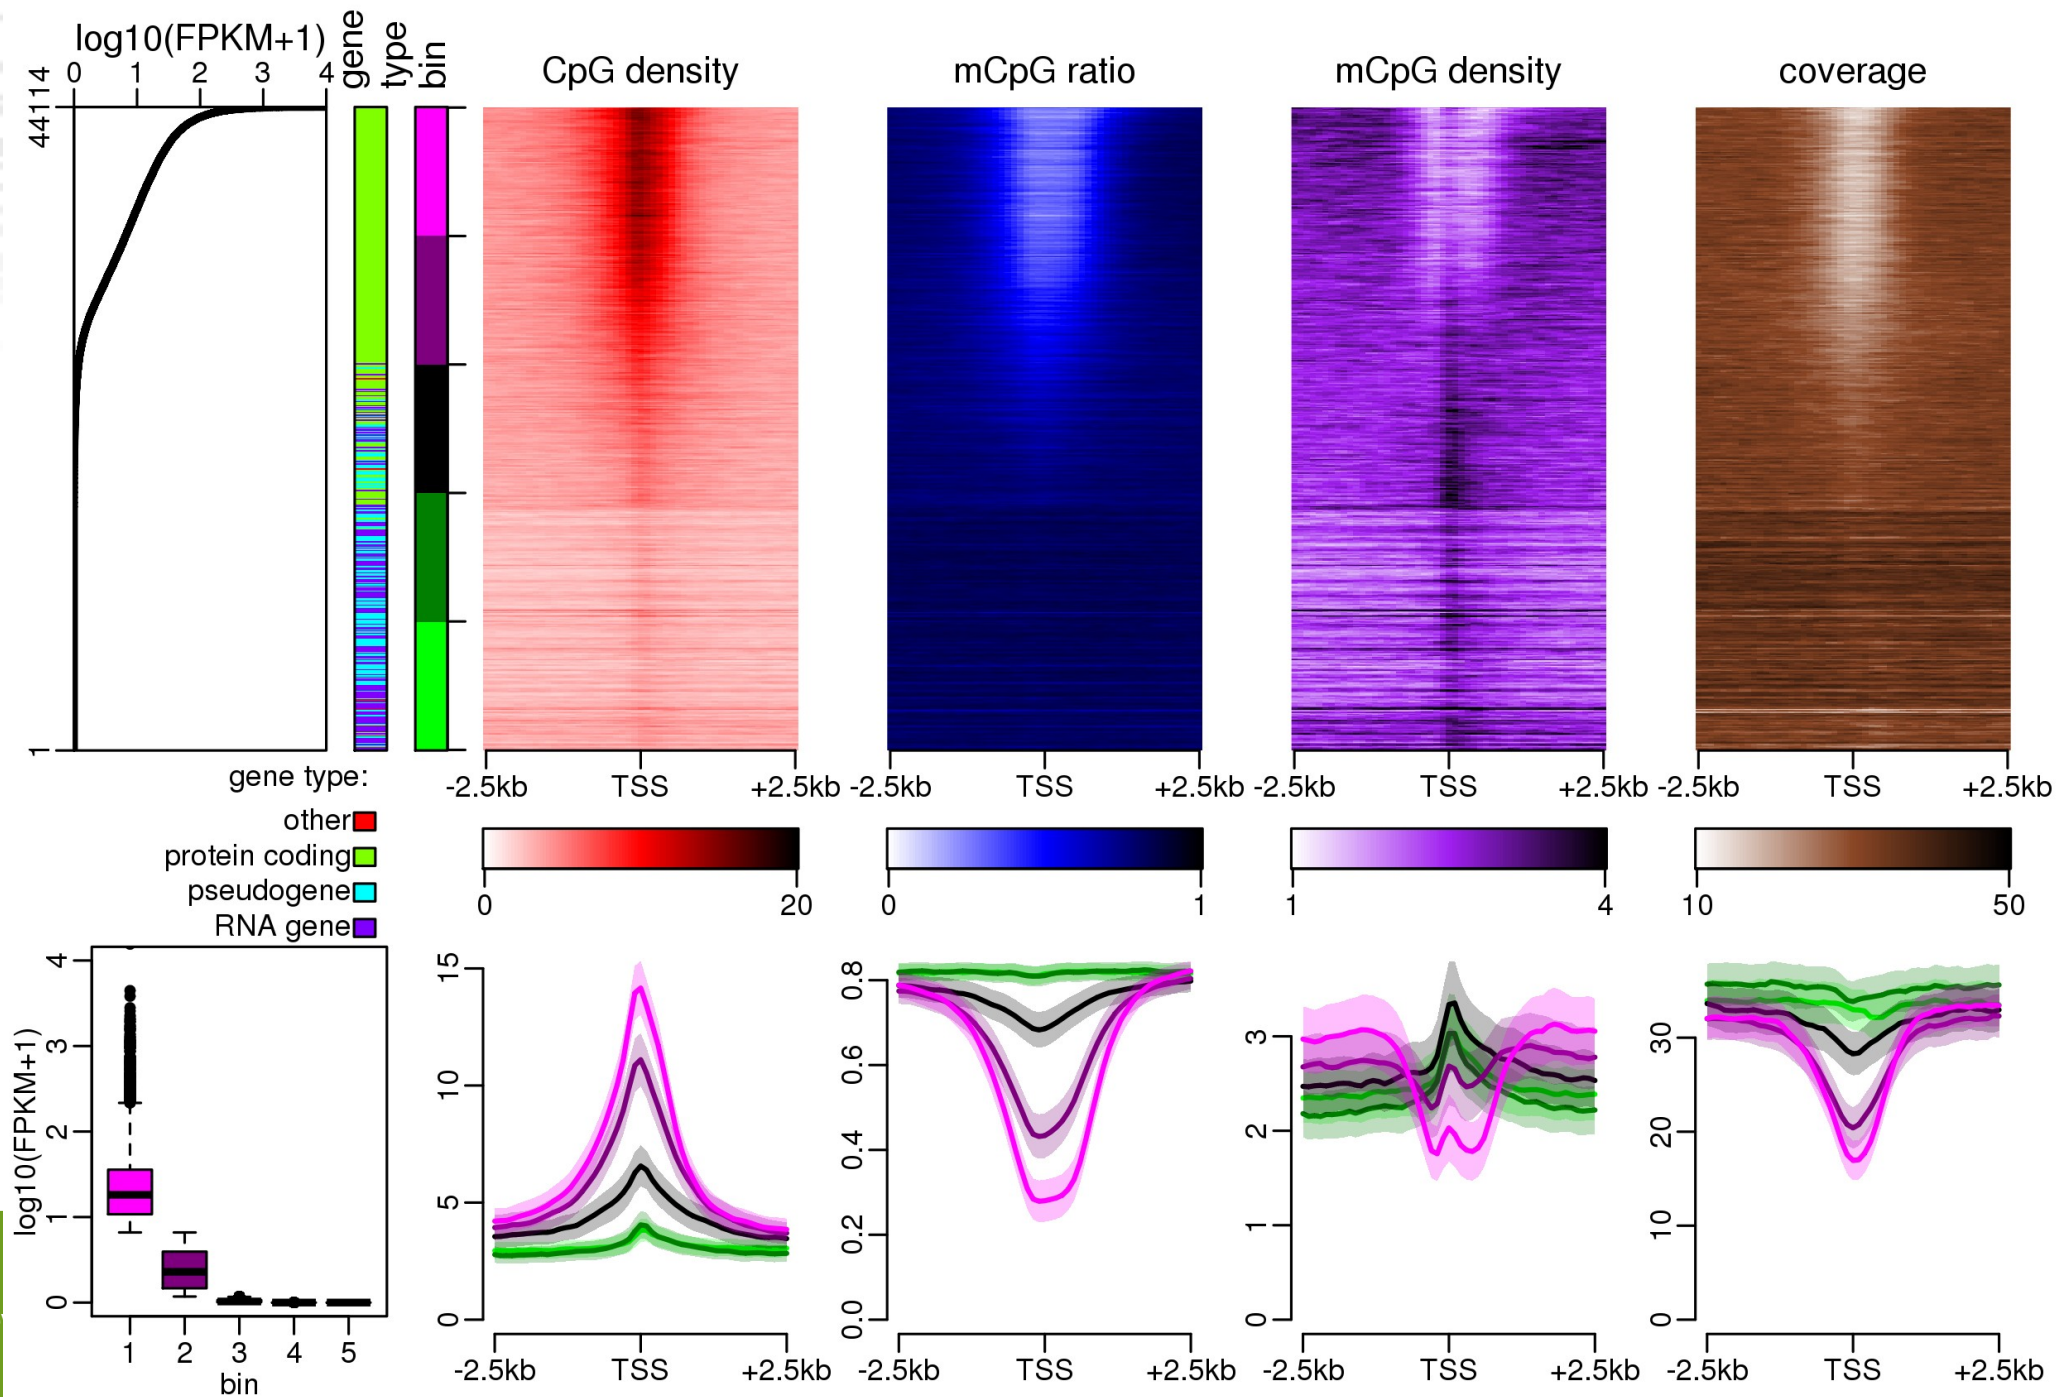 log10(FPKM+1)
0 1 2 3 4
44114
1
gene
type
bin
CpG density
mCpG ratio
mCpG density
coverage
-2.5kb TSS +2.5kb
-2.5kb TSS +2.5kb
-2.5kb TSS +2.5kb
-2.5kb TSS +2.5kb
gene type:
other
protein coding
pseudogene
RNA gene
0 20
0 1
1 4
10 50
log10(FPKM+1)
4
3
2
1
0
1 2 3 4 5
bin
15
10
5
0
-2.5kb TSS +2.5kb
0.8
0.6
0.4
0.2
0.0
-2.5kb TSS +2.5kb
3
2
1
0
-2.5kb TSS +2.5kb
30
20
10
0
-2.5kb TSS +2.5kb